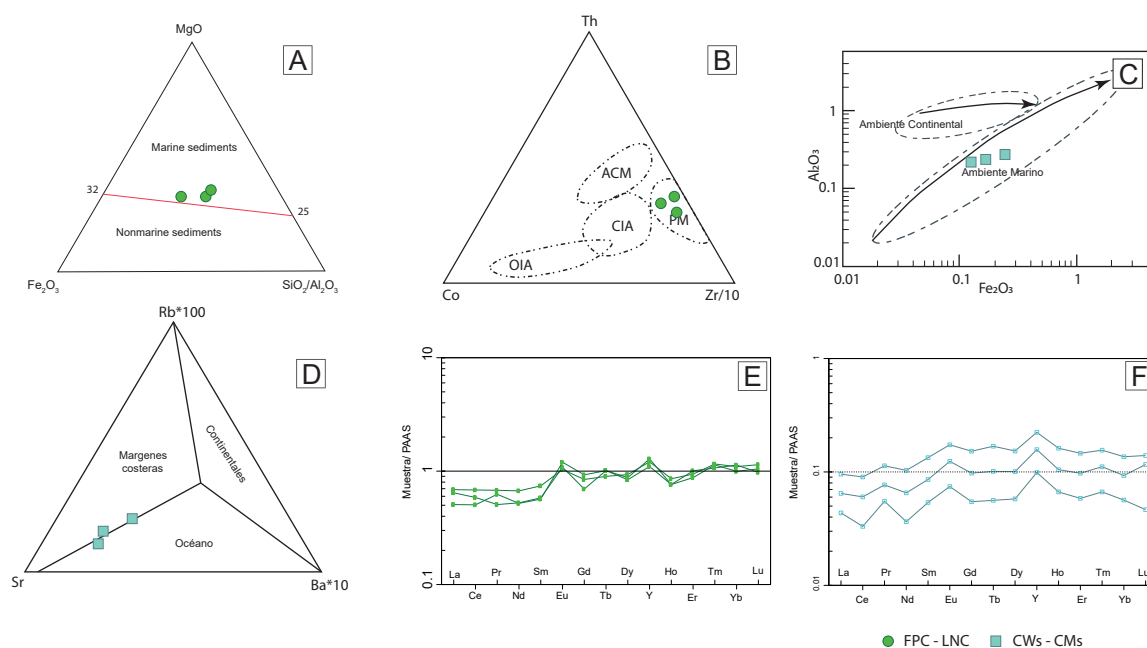 MgO
A
Marine sediments
32
25
Nonmarine sediments
Fe₂O₃
SiO₂/Al₂O₃
Th
B
ACM
CIA
PM
OIA
Co
Zr/10
C
Al₂O₃
1
0.1
0.01
Ambiente Continental
Ambiente Marino
0.01
0.1
1
Fe₂O₃
Rb*100
D
Margenes
costeras
Continentales
Océano
Sr
Ba*10
E
Muestra/ PAAS
10
1
0.1
La
Pr
Sm
Gd
Dy
Ho
Tm
Lu
Ce
Nd
Eu
Tb
Y
Er
Yb
F
Muestra/ PAAS
1
0.1
0.01
La
Pr
Sm
Gd
Dy
Ho
Tm
Lu
Ce
Nd
Eu
Tb
Y
Er
Yb
FPC - LNC
CWs - CMs